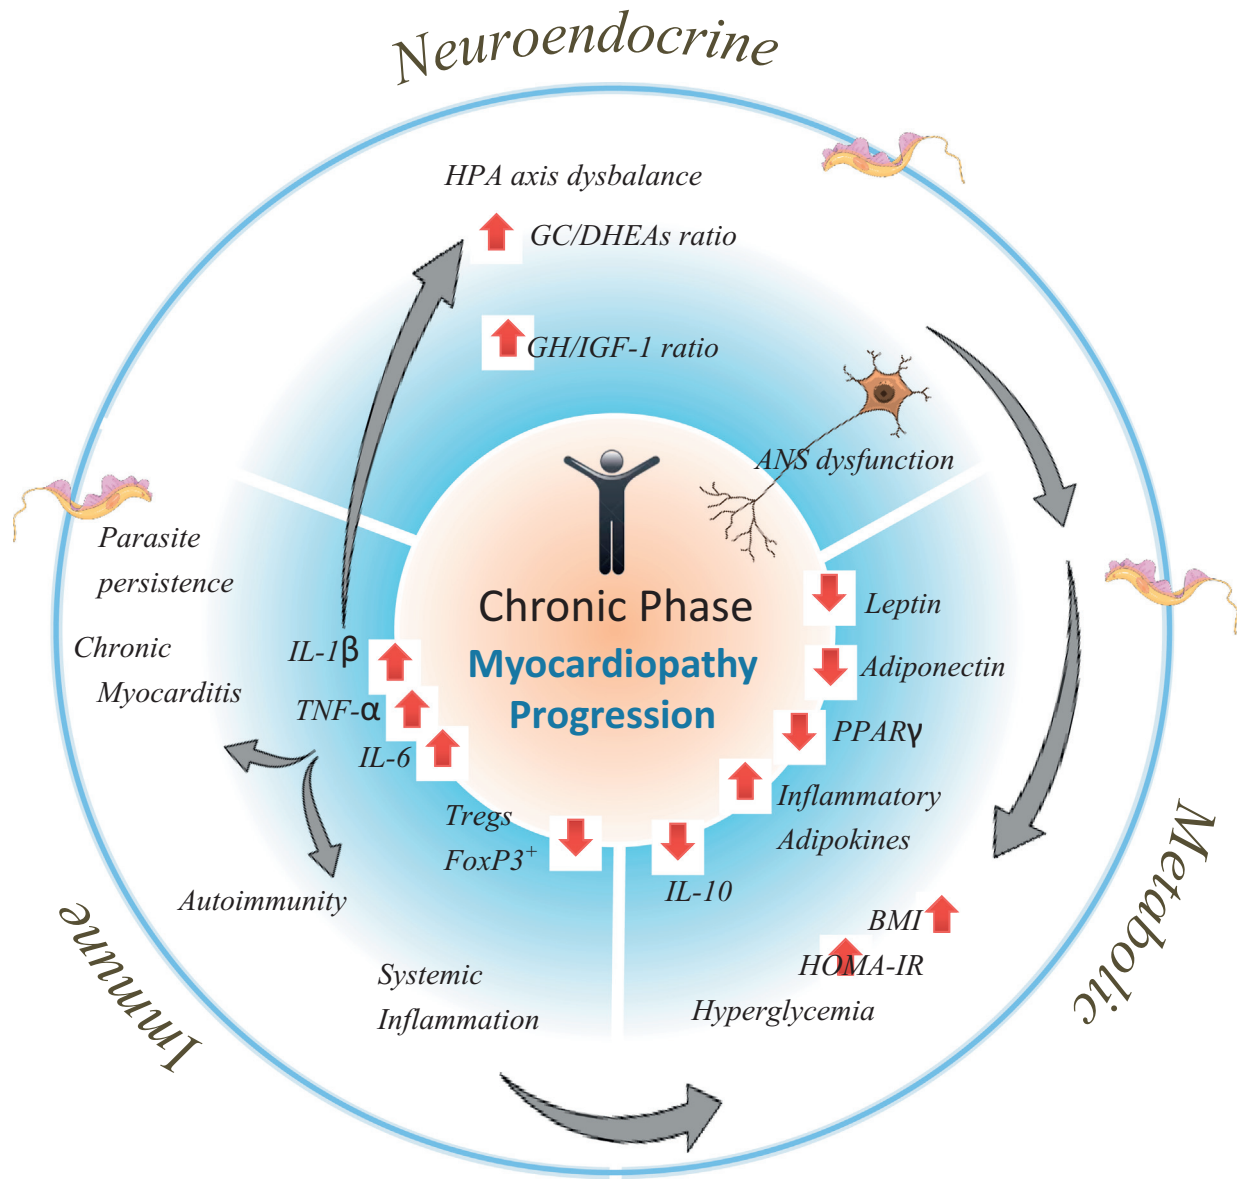 Neuroendocrine
HPA axis dysbalance
GC/DHEAs ratio
GH/IGF-1 ratio
ANS dysfunction
Parasite
persistence
Chronic
Myocarditis
IL-1β
TNF-α
IL-6
Tregs
FoxP3⁺
Autoimmunity
Systemic
Inflammation
Immune
Chronic Phase
Myocardiopathy
Progression
Leptin
Adiponectin
PPARγ
Inflammatory
Adipokines
IL-10
BMI
HOMA-IR
Hyperglycemia
Metabolic